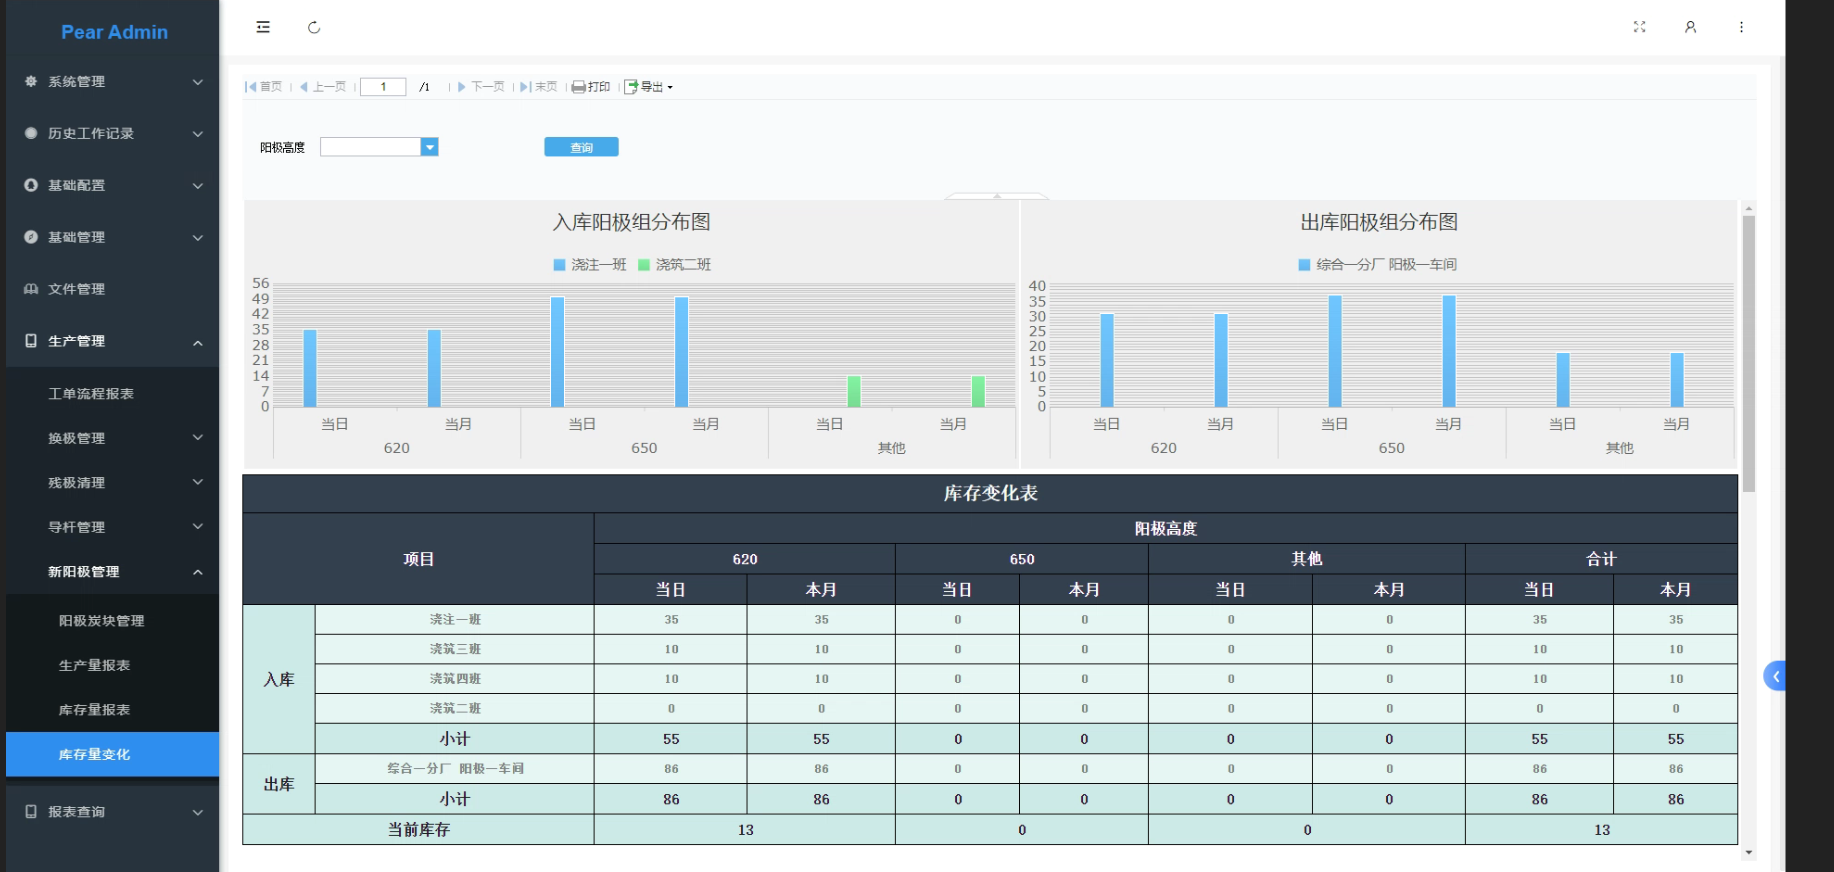 Pear Admin
系统管理
历史工作记录
基础配置
基础管理
文件管理
生产管理
工单流程报表
换极管理
残极清理
导杆管理
新阳极管理
阳极炭块管理
生产量报表
库存量报表
库存量变化
报表查询
首页 上一页 1 /1 下一页 末页 打印 导出
阳极高度 查询
入库阳极组分布图
浇注一班 浇筑二班
56
49
42
35
28
21
14
7
0
当日 当月 当日 当月 当日 当月
620 650 其他
出库阳极组分布图
综合一分厂 阳极一车间
40
35
30
25
20
15
10
5
0
当日 当月 当日 当月 当日 当月
620 650 其他
库存变化表
项目 阳极高度
620 650 其他 合计
当日 本月 当日 本月 当日 本月 当日 本月
入库
浇注一班 35 35 0 0 0 0 35 35
浇筑三班 10 10 0 0 0 0 10 10
浇筑四班 10 10 0 0 0 0 10 10
浇筑二班 0 0 0 0 0 0 0 0
小计 55 55 0 0 0 0 55 55
出库
综合一分厂 阳极一车间 86 86 0 0 0 0 86 86
小计 86 86 0 0 0 0 86 86
当前库存 13 0 0 13